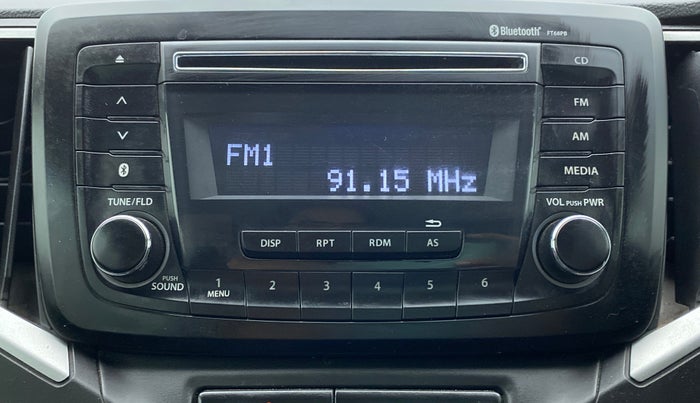 Bluetooth FT66PB
CD
FM1
91.15 MHz
FM
AM
MEDIA
TUNE/FLD
VOL PUSH PWR
DISP RPT RDM AS
PUSH SOUND
1 MENU 2 3 4 5 6